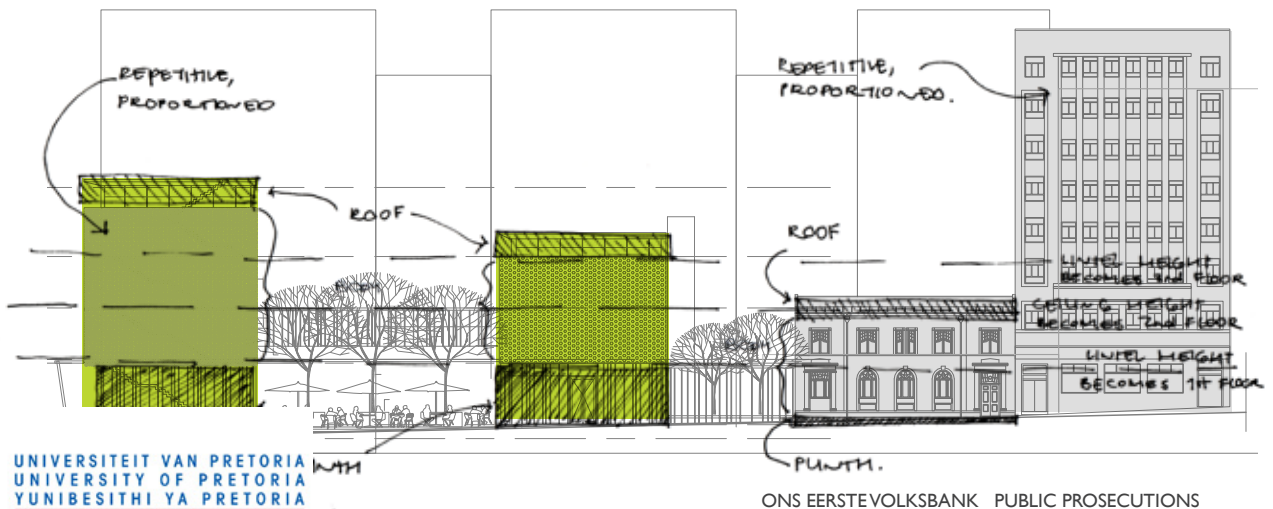 REPETITIVE,
PROPORTIONED
REPETITIVE,
PROPORTIONED.
ROOF
ROOF
LINTEL HEIGHT
BECOMES 3rd FLOOR
CEILING HEIGHT
BECOMES 2nd FLOOR
LINTEL HEIGHT
BECOMES 1st FLOOR
NTH
PLINTH.
UNIVERSITEIT VAN PRETORIA
UNIVERSITY OF PRETORIA
YUNIBESITHI YA PRETORIA
ONS EERSTE VOLKSBANK PUBLIC PROSECUTIONS